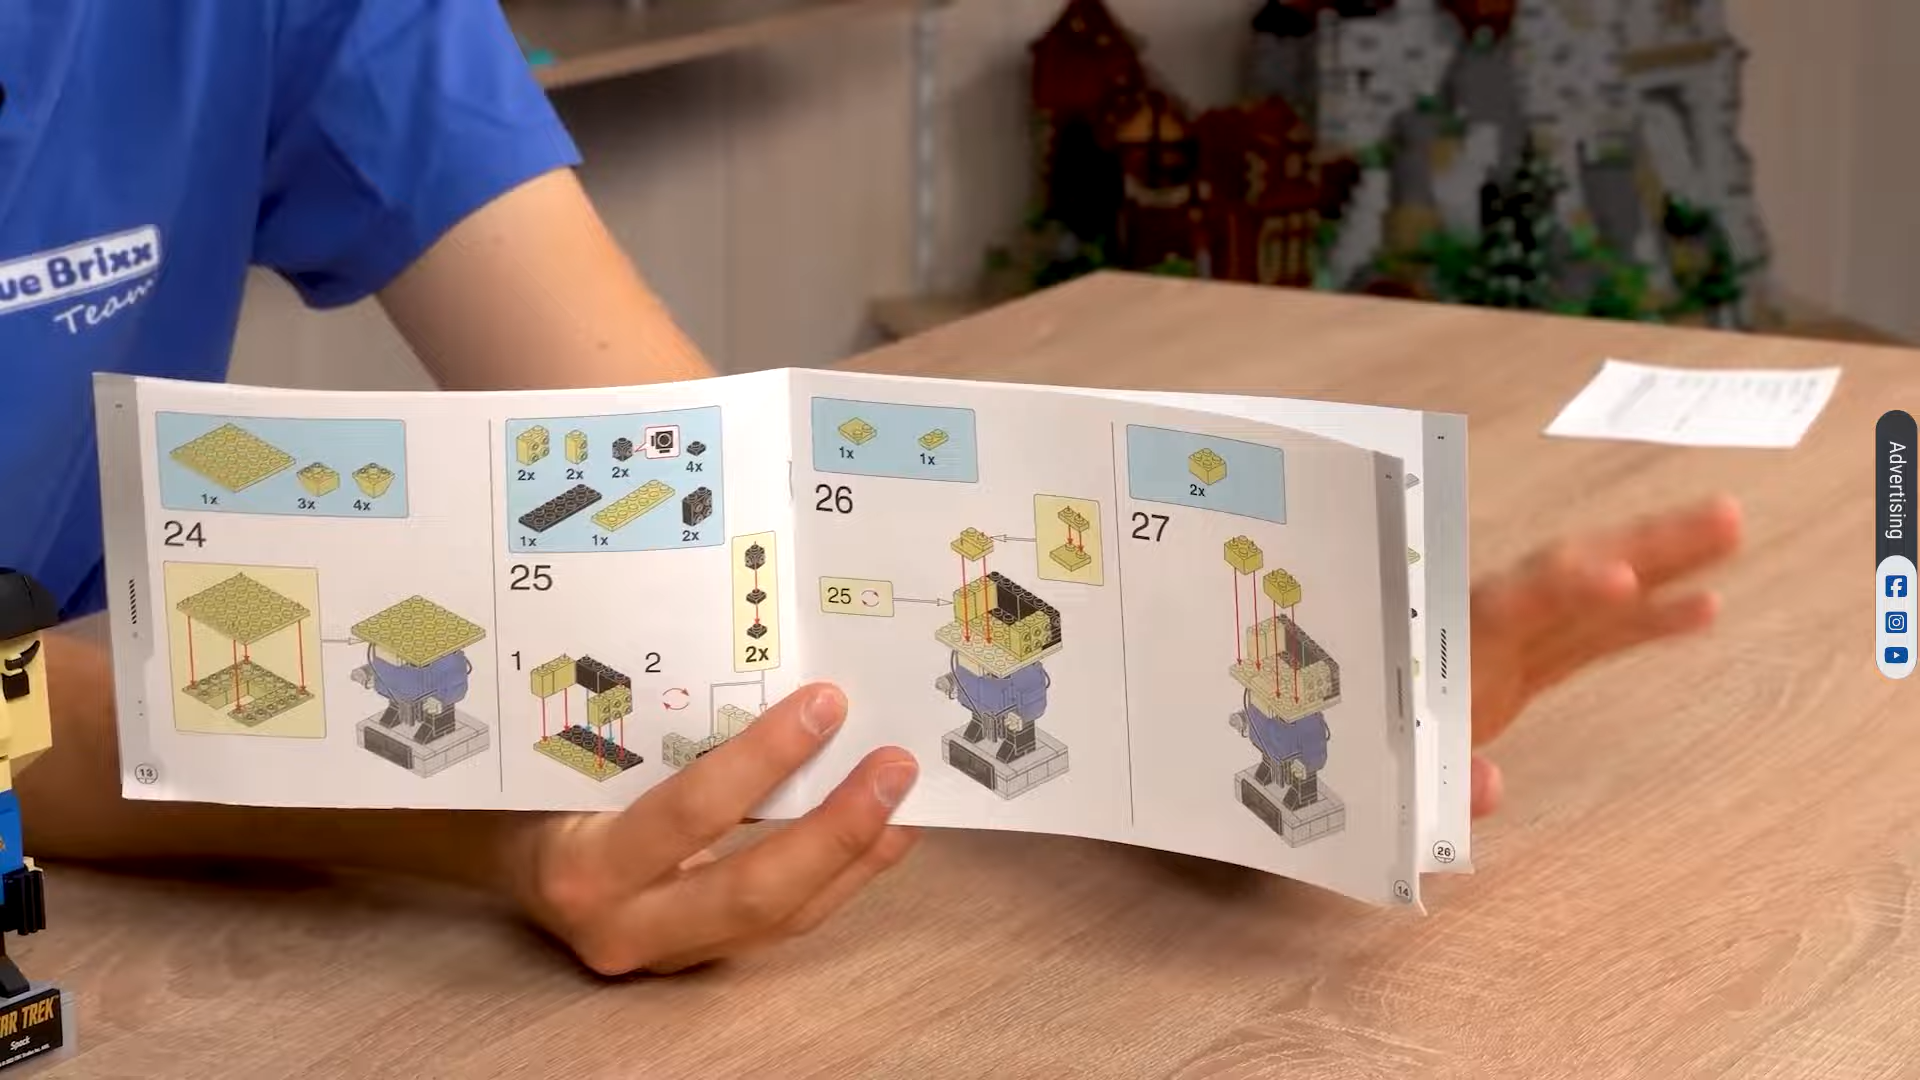 ue Brixx
Team
1x
3x
4x
24
13
2x
2x
2x
4x
1x
1x
2x
25
2x
1
2
1x
1x
26
25
2x
27
14
26
Advertising
AR TREK
Spock